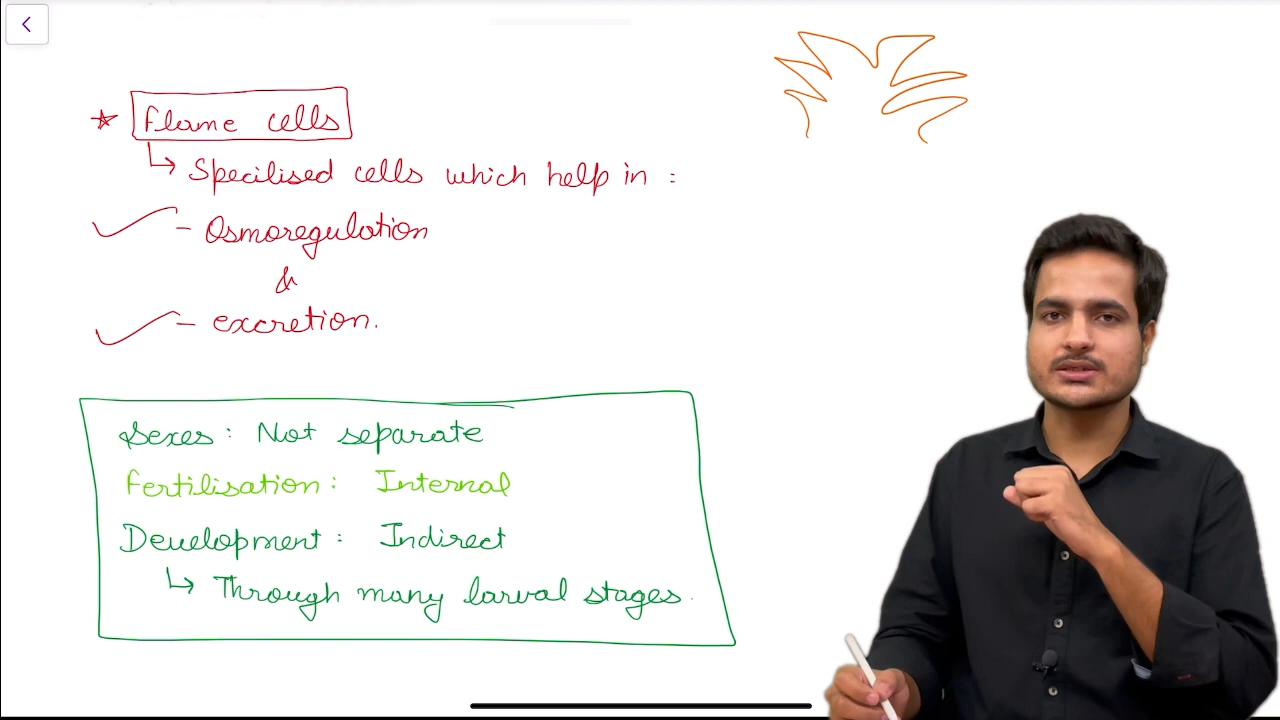 * Flame cells
↳ Specilised cells which help in :
- Osmoregulation
&
- excretion.
Sexes : Not separate
Fertilisation : Internal
Development : Indirect
↳ Through many larval stages.